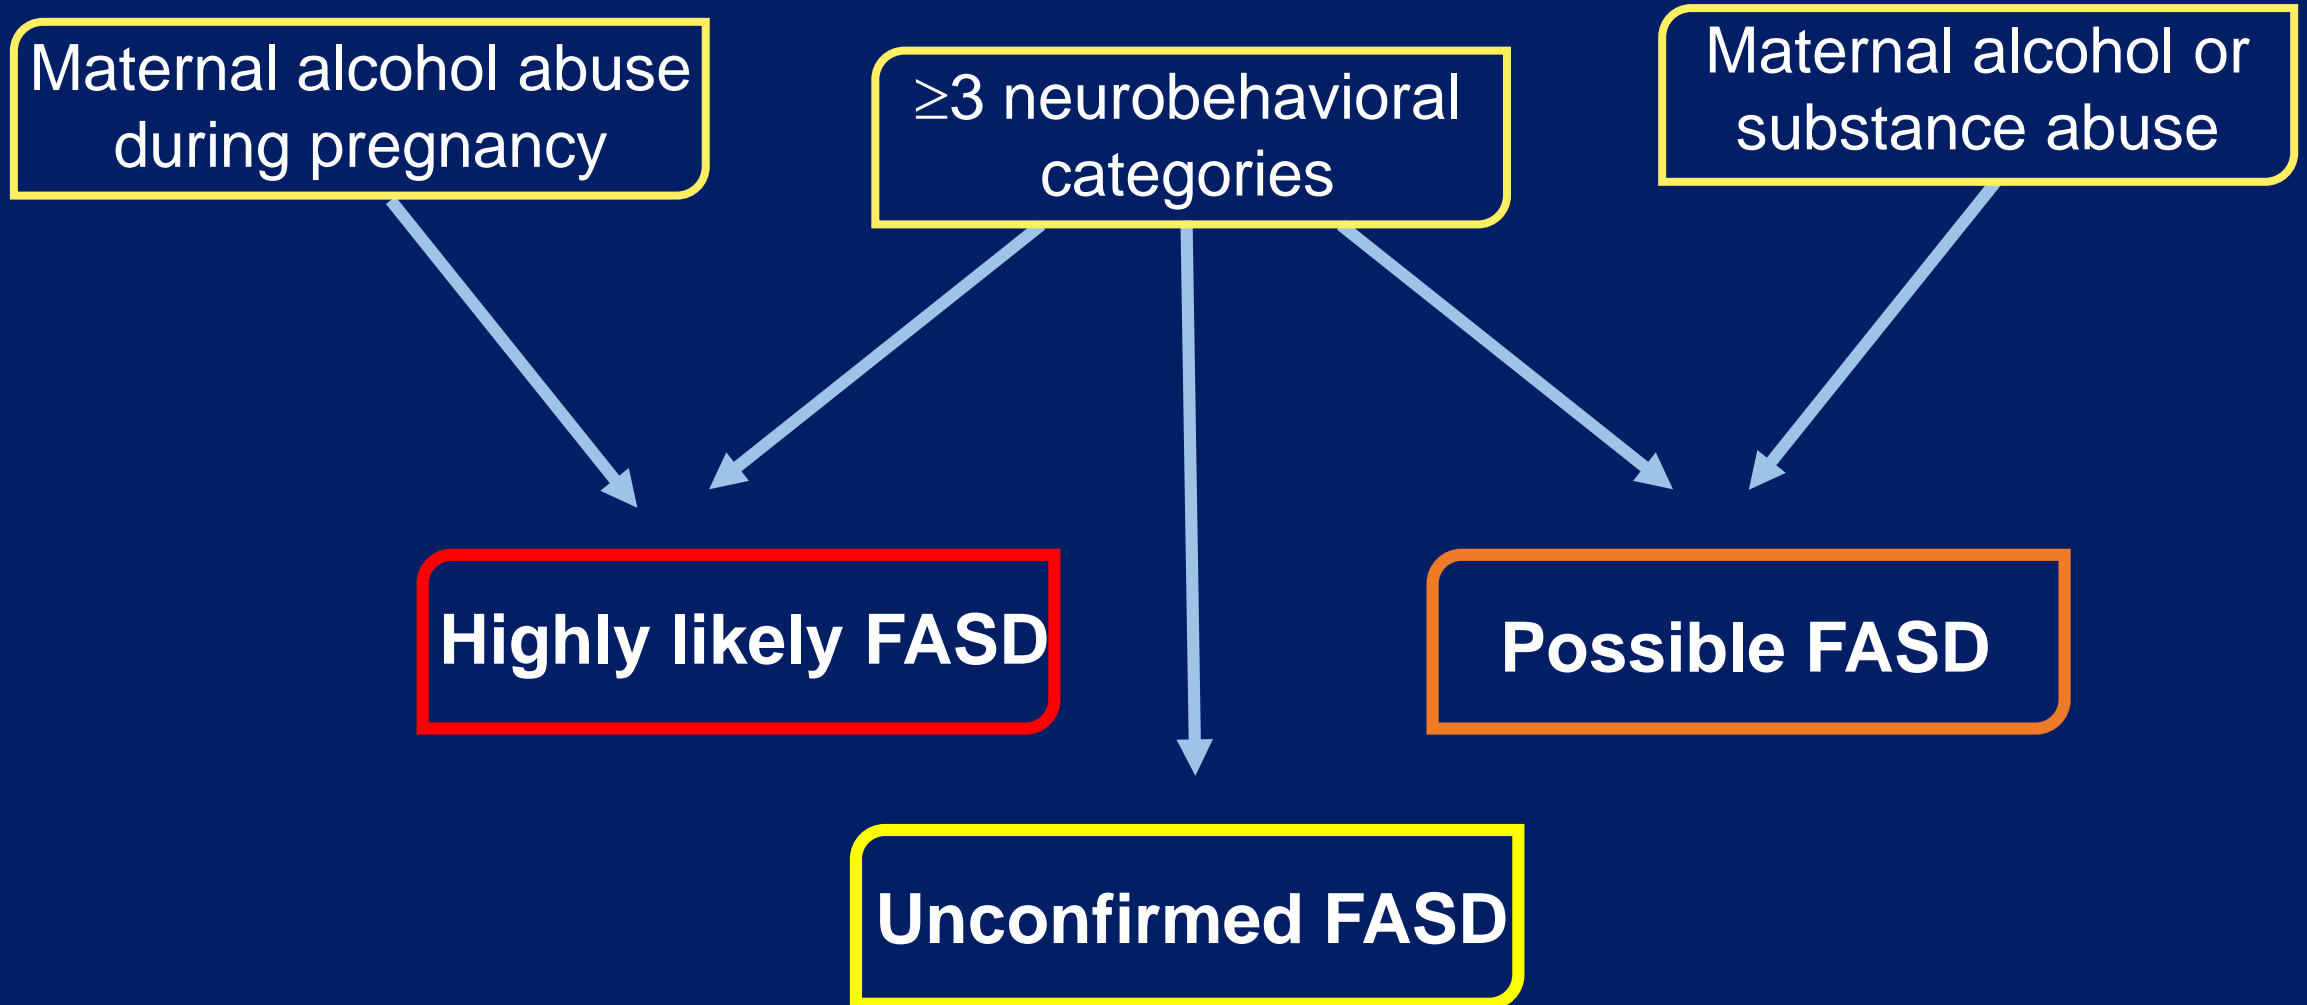 Maternal alcohol abuse
during pregnancy
≥3 neurobehavioral
categories
Maternal alcohol or
substance abuse
Highly likely FASD
Possible FASD
Unconfirmed FASD